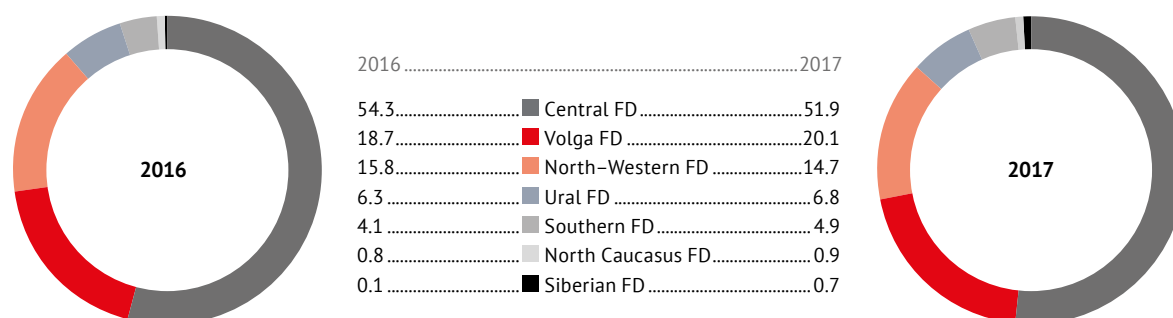 2016
2016 2017
54.3 Central FD 51.9
18.7 Volga FD 20.1
15.8 North–Western FD 14.7
6.3 Ural FD 6.8
4.1 Southern FD 4.9
0.8 North Caucasus FD 0.9
0.1 Siberian FD 0.7
2017